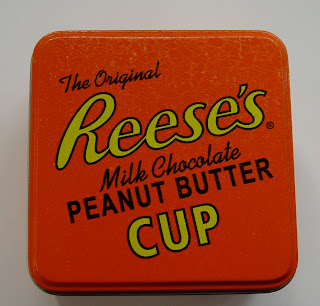 The Original
Reese's®
Milk Chocolate
PEANUT BUTTER
CUP